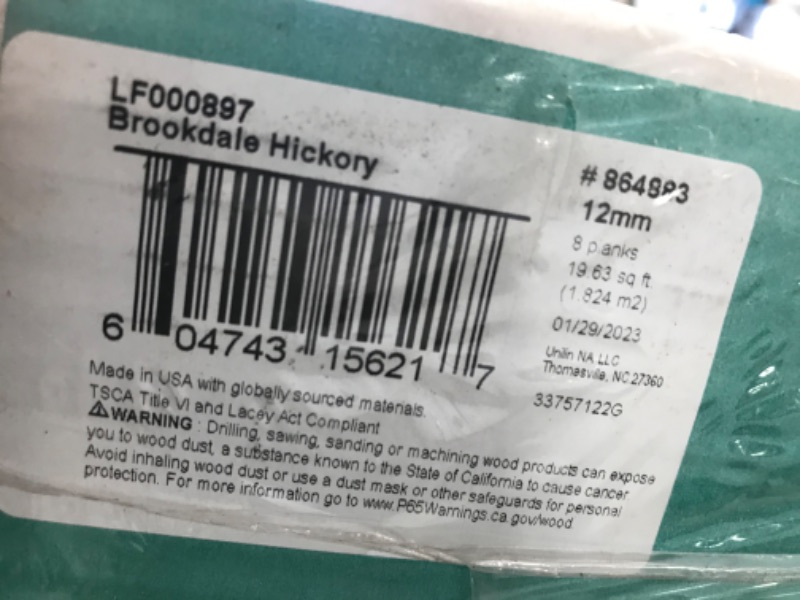 LF000897
Brookdale Hickory
# 864893
12mm
8 planks
19.63 sq ft.
(1.824 m2)
01/29/2023
Unilin NA, LLC
Thomasville, NC 27360
33757122G
6 04743 15621 7
Made in USA with globally sourced materials.
TSCA Title VI and Lacey Act Compliant
⚠WARNING : Drilling, sawing, sanding or machining wood products can expose
you to wood dust, a substance known to the State of California to cause cancer
Avoid inhaling wood dust or use a dust mask or other safeguards for personal
protection. For more information go to www.P65Warnings.ca.gov/wood